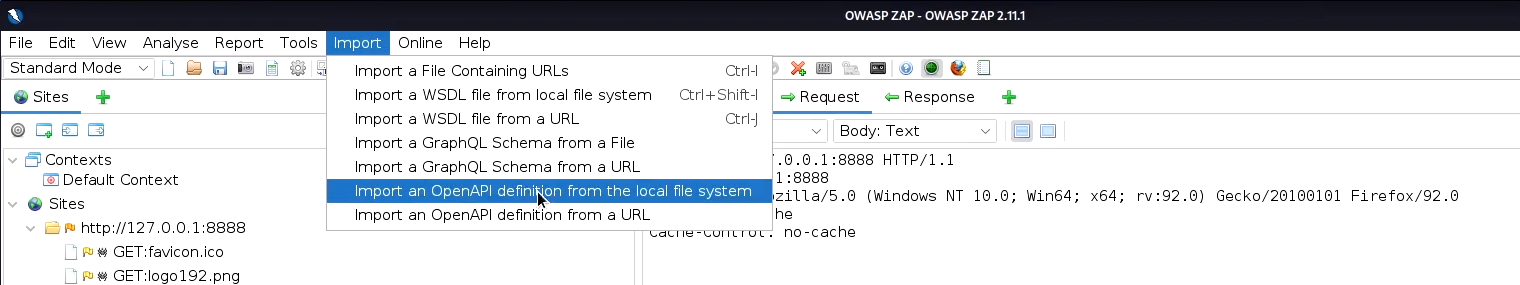 OWASP ZAP - OWASP ZAP 2.11.1
File Edit View Analyse Report Tools Import Online Help
Standard Mode
Import a File Containing URLs Ctrl-I
Import a WSDL file from local file system Ctrl+Shift-I
Import a WSDL file from a URL Ctrl-J
Import a GraphQL Schema from a File
Import a GraphQL Schema from a URL
Import an OpenAPI definition from the local file system
Import an OpenAPI definition from a URL
Sites
Request Response
Body: Text
Contexts
Default Context
Sites
http://127.0.0.1:8888
GET:favicon.ico
GET:logo192.png
7.0.0.1:8888 HTTP/1.1
.1:8888
ozilla/5.0 (Windows NT 10.0; Win64; x64; rv:92.0) Gecko/20100101 Firefox/92.0
he
Cache-Control: no-cache